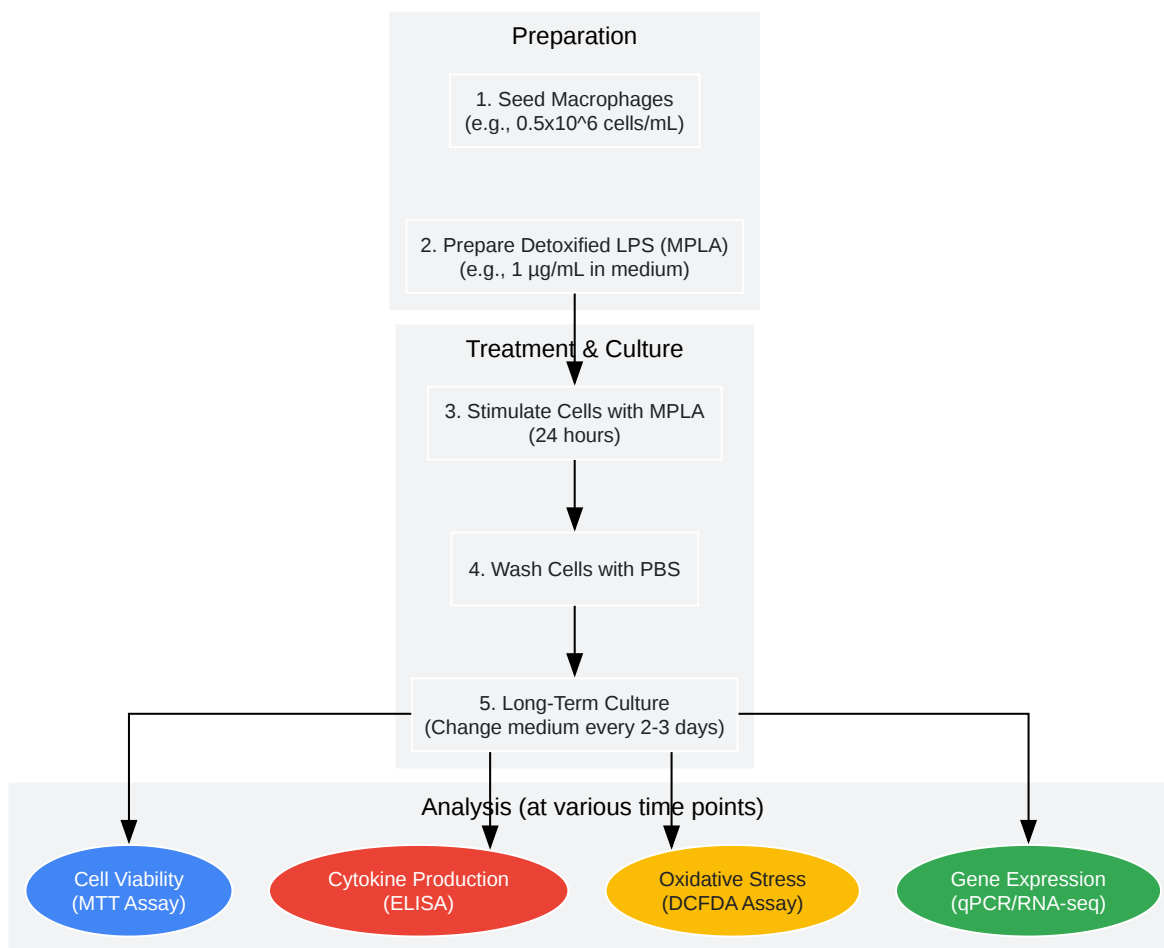 Preparation
1. Seed Macrophages
(e.g., 0.5x10^6 cells/mL)
2. Prepare Detoxified LPS (MPLA)
(e.g., 1 µg/mL in medium)
Treatment & Culture
3. Stimulate Cells with MPLA
(24 hours)
4. Wash Cells with PBS
5. Long-Term Culture
(Change medium every 2-3 days)
Analysis (at various time points)
Cell Viability
(MTT Assay)
Cytokine Production
(ELISA)
Oxidative Stress
(DCFDA Assay)
Gene Expression
(qPCR/RNA-seq)